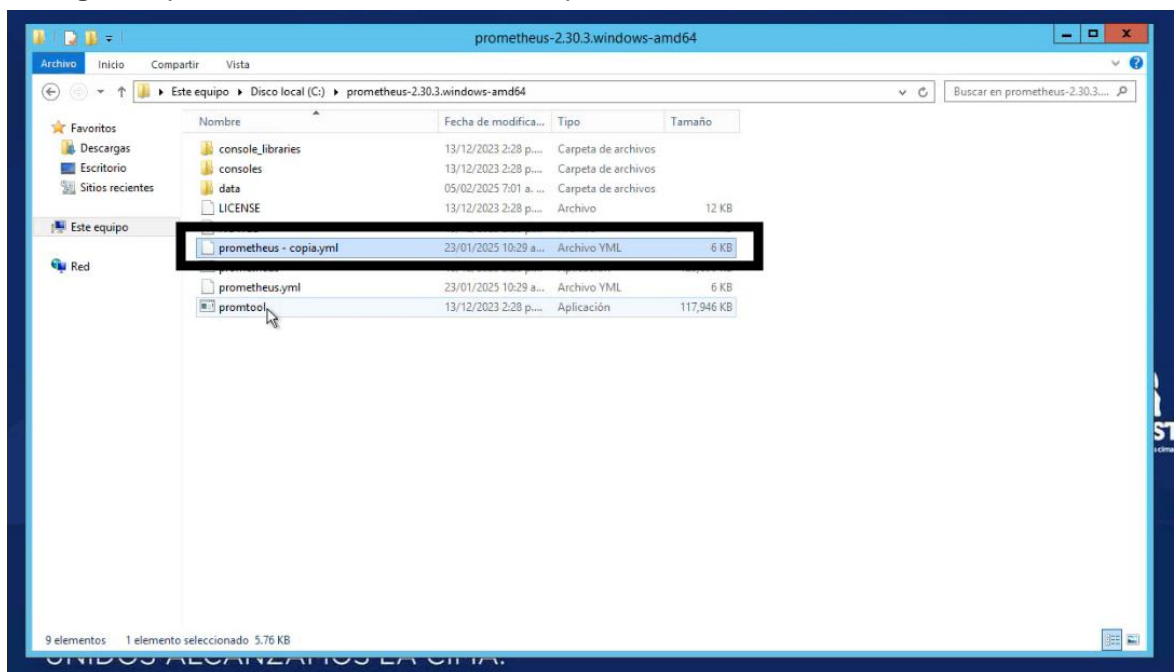 prometheus-2.30.3.windows-amd64
Archivo Inicio Compartir Vista
Este equipo ▸ Disco local (C:) ▸ prometheus-2.30.3.windows-amd64 Buscar en prometheus-2.30.3....
Nombre Fecha de modifica... Tipo Tamaño
Favoritos
Descargas
Escritorio
Sitios recientes
Este equipo
Red
console_libraries 13/12/2023 2:28 p.... Carpeta de archivos
consoles 13/12/2023 2:28 p.... Carpeta de archivos
data 05/02/2025 7:01 a. ... Carpeta de archivos
LICENSE 13/12/2023 2:28 p.... Archivo 12 KB
prometheus - copia.yml 23/01/2025 10:29 a... Archivo YML 6 KB
prometheus.yml 23/01/2025 10:29 a... Archivo YML 6 KB
promtool 13/12/2023 2:28 p.... Aplicación 117,946 KB
9 elementos 1 elemento seleccionado 5.76 KB
UNIDOS ALCANZAMOS LA CIMA.